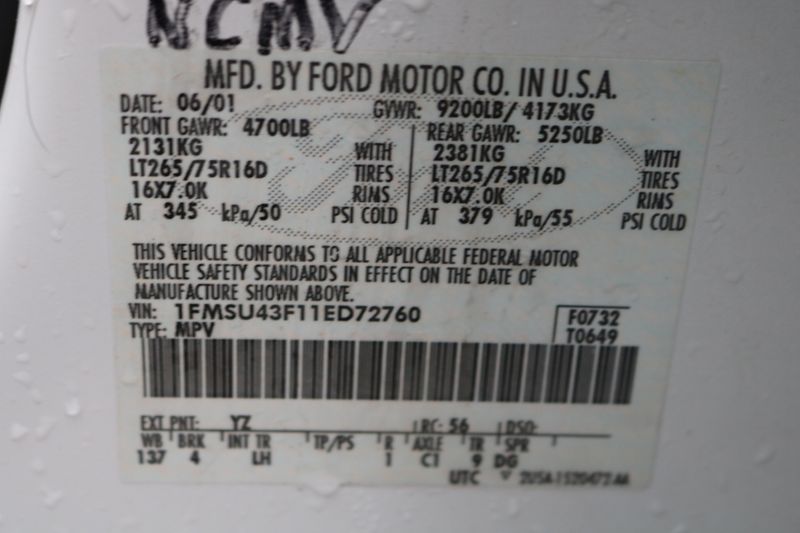 NCMV
MFD. BY FORD MOTOR CO. IN U.S.A.
DATE: 06/01 GVWR: 9200LB/ 4173KG
FRONT GAWR: 4700LB REAR GAWR: 5250LB
2131KG WITH 2381KG WITH
LT265/75R16D TIRES LT265/75R16D TIRES
16X7.0K RIMS 16X7.0K RIMS
AT 345 kPa/50 PSI COLD AT 379 kPa/55 PSI COLD
THIS VEHICLE CONFORMS TO ALL APPLICABLE FEDERAL MOTOR
VEHICLE SAFETY STANDARDS IN EFFECT ON THE DATE OF
MANUFACTURE SHOWN ABOVE.
VIN: 1FMSU43F11ED72760 F0732
TYPE: MPV T0649
EXT PNT: YZ RC: 56 DSO:
WB BRK INT TR TP/PS R AXLE TR SPR
137 4 LH 1 C1 9 DG
UTC